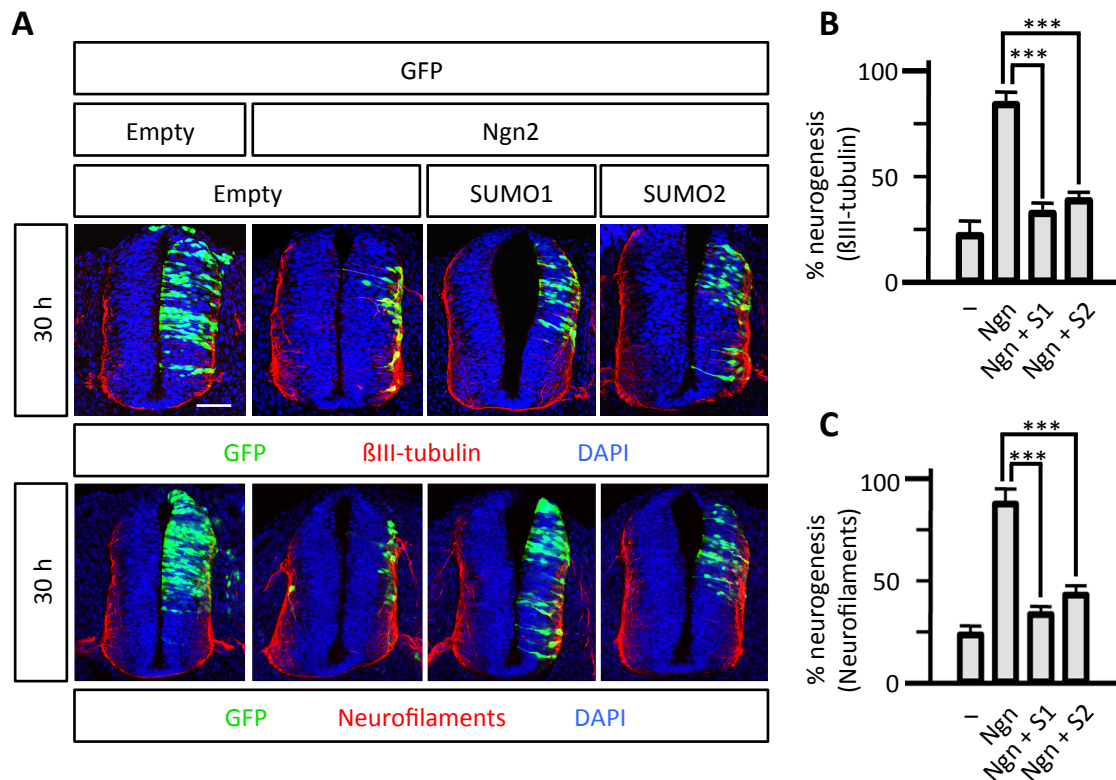 A
GFP
Empty
Ngn2
Empty
SUMO1
SUMO2
30 h
GFP
ßIII-tubulin
DAPI
30 h
GFP
Neurofilaments
DAPI
B
% neurogenesis
(ßIII-tubulin)
100
50
0
***
***
–
Ngn
Ngn + S1
Ngn + S2
C
% neurogenesis
(Neurofilaments)
100
50
0
***
***
–
Ngn
Ngn + S1
Ngn + S2